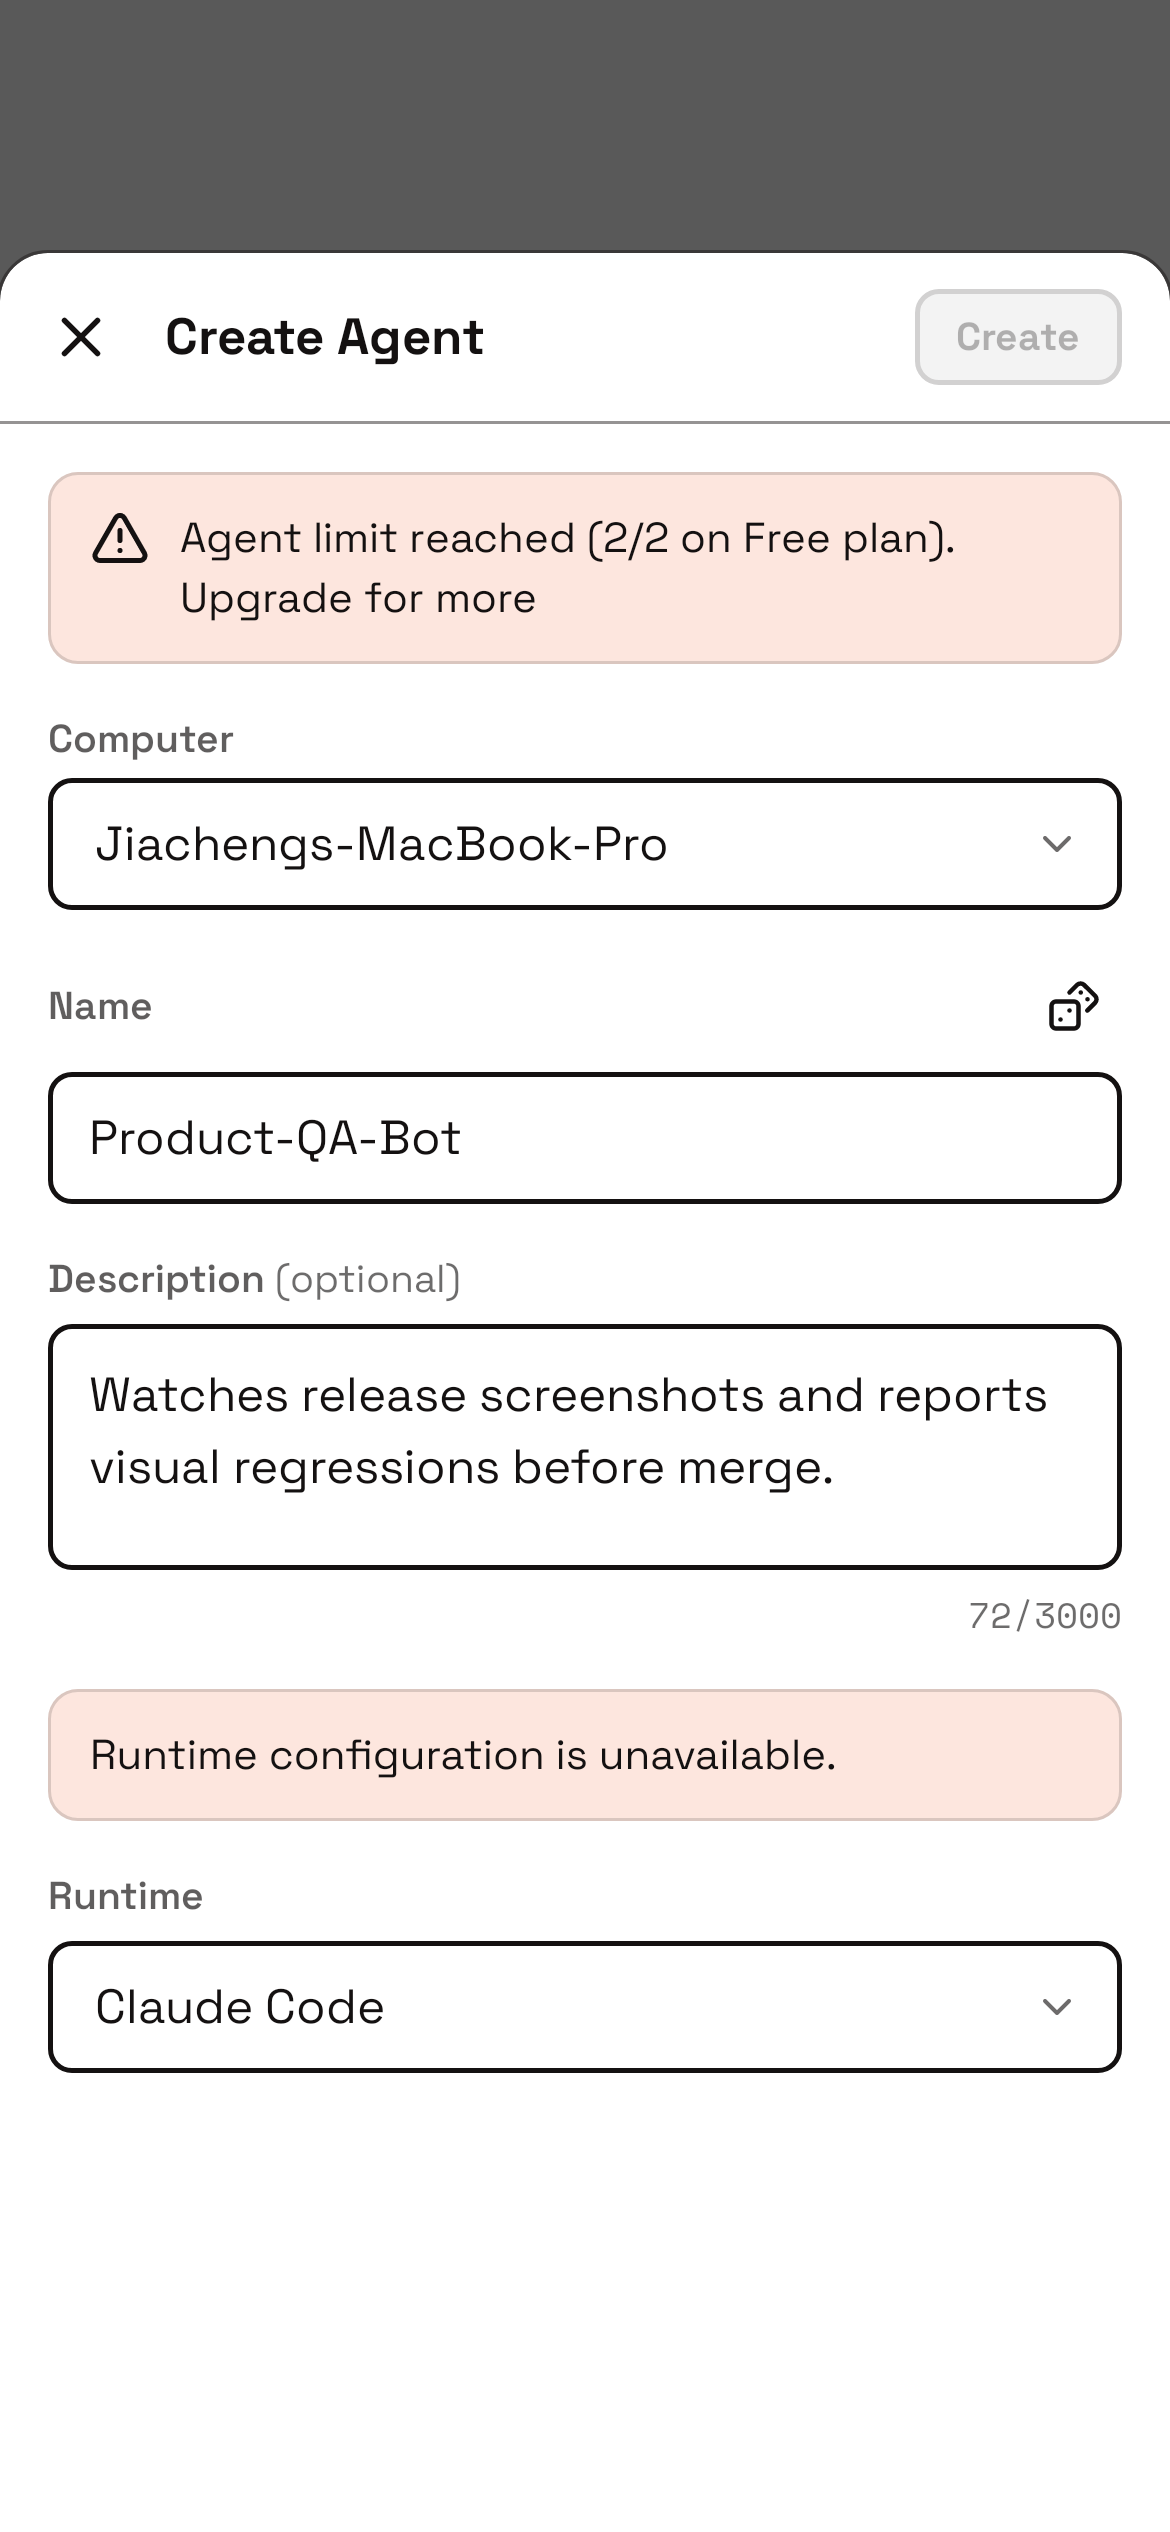 Create Agent
Create
Agent limit reached (2/2 on Free plan).
Upgrade for more
Computer
Jiachengs-MacBook-Pro
Name
Product-QA-Bot
Description (optional)
Watches release screenshots and reports
visual regressions before merge.
72/3000
Runtime configuration is unavailable.
Runtime
Claude Code